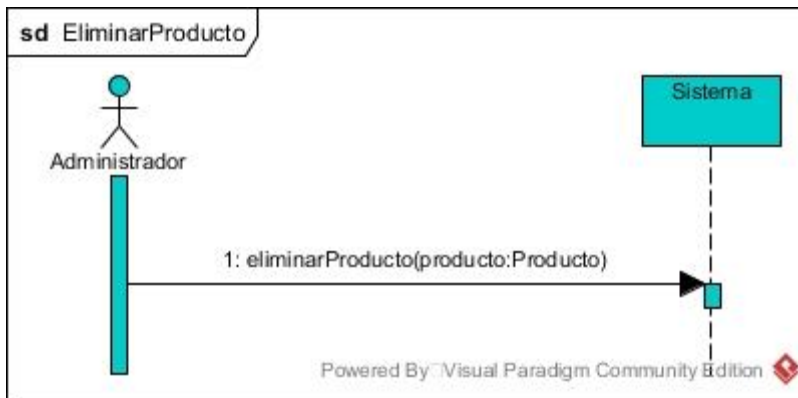 sd EliminarProducto
Sistema
Administrador
1: eliminarProducto(producto:Producto)
Powered By Visual Paradigm Community Edition